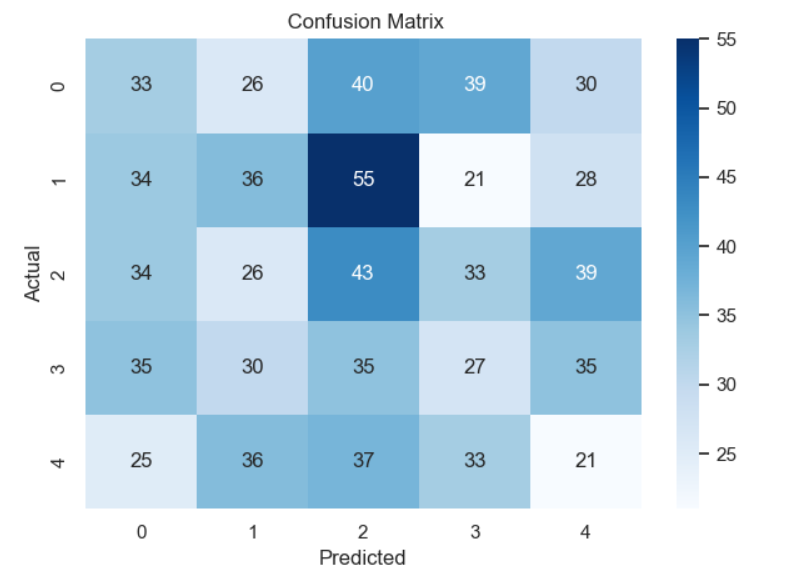 Confusion Matrix
0 33 26 40 39 30
1 34 36 55 21 28
2 34 26 43 33 39
3 35 30 35 27 35
4 25 36 37 33 21
0 1 2 3 4
Predicted
Actual
55
50
45
40
35
30
25